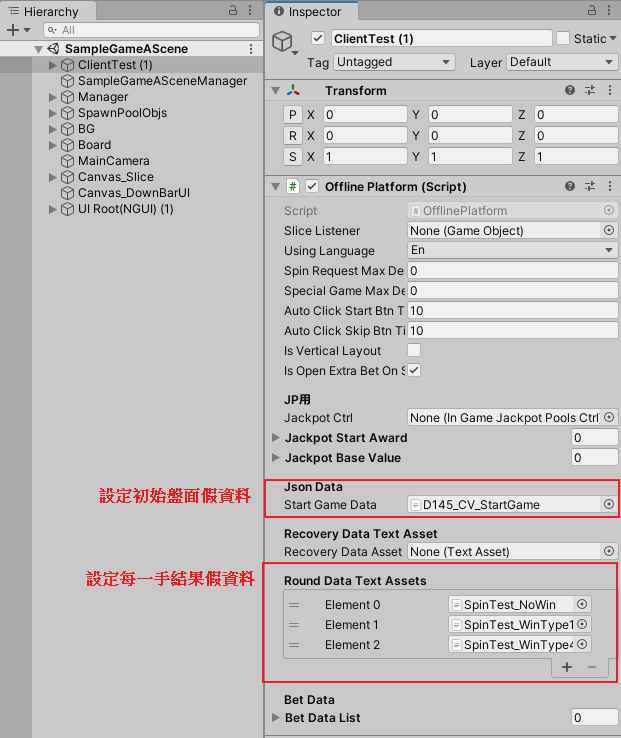 Hierarchy
All
SampleGameAScene
ClientTest (1)
SampleGameASceneManager
Manager
SpawnPoolObjs
BG
Board
MainCamera
Canvas_Slice
Canvas_DownBarUI
UI Root(NGUI) (1)
設定初始盤面假資料
設定每一手結果假資料
Inspector
ClientTest (1) Static
Tag Untagged Layer Default
Transform
P X 0 Y 0 Z 0
R X 0 Y 0 Z 0
S X 1 Y 1 Z 1
# Offline Platform (Script)
Script # OfflinePlatform
Slice Listener None (Game Object)
Using Language En
Spin Request Max De 0
Special Game Max De 0
Auto Click Start Btn T 10
Auto Click Skip Btn Ti 10
Is Vertical Layout
Is Open Extra Bet On S
JP用
Jackpot Ctrl None (In Game Jackpot Pools Ctrl
Jackpot Start Award 0
Jackpot Base Value 0
Json Data
Start Game Data D145_CV_StartGame
Recovery Data Text Asset
Recovery Data Asset None (Text Asset)
Round Data Text Assets
Element 0 SpinTest_NoWin
Element 1 SpinTest_WinType1
Element 2 SpinTest_WinType4
+ −
Bet Data
Bet Data List 0